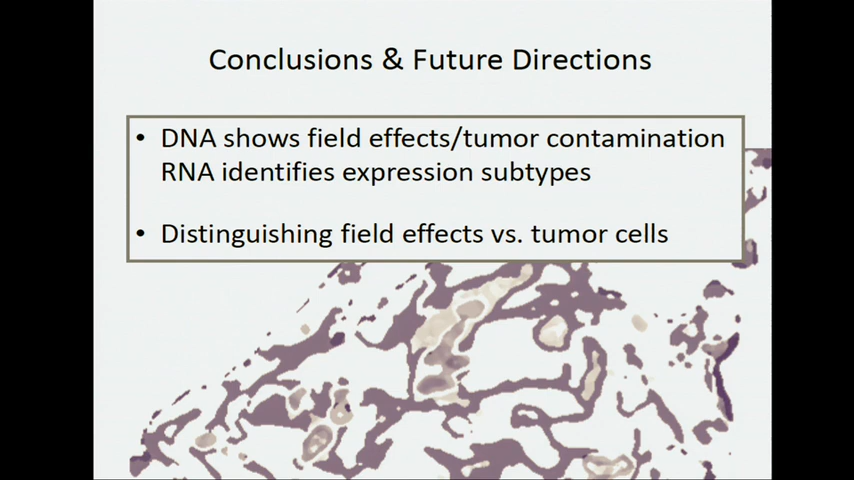 Conclusions & Future Directions
• DNA shows field effects/tumor contamination
RNA identifies expression subtypes
• Distinguishing field effects vs. tumor cells